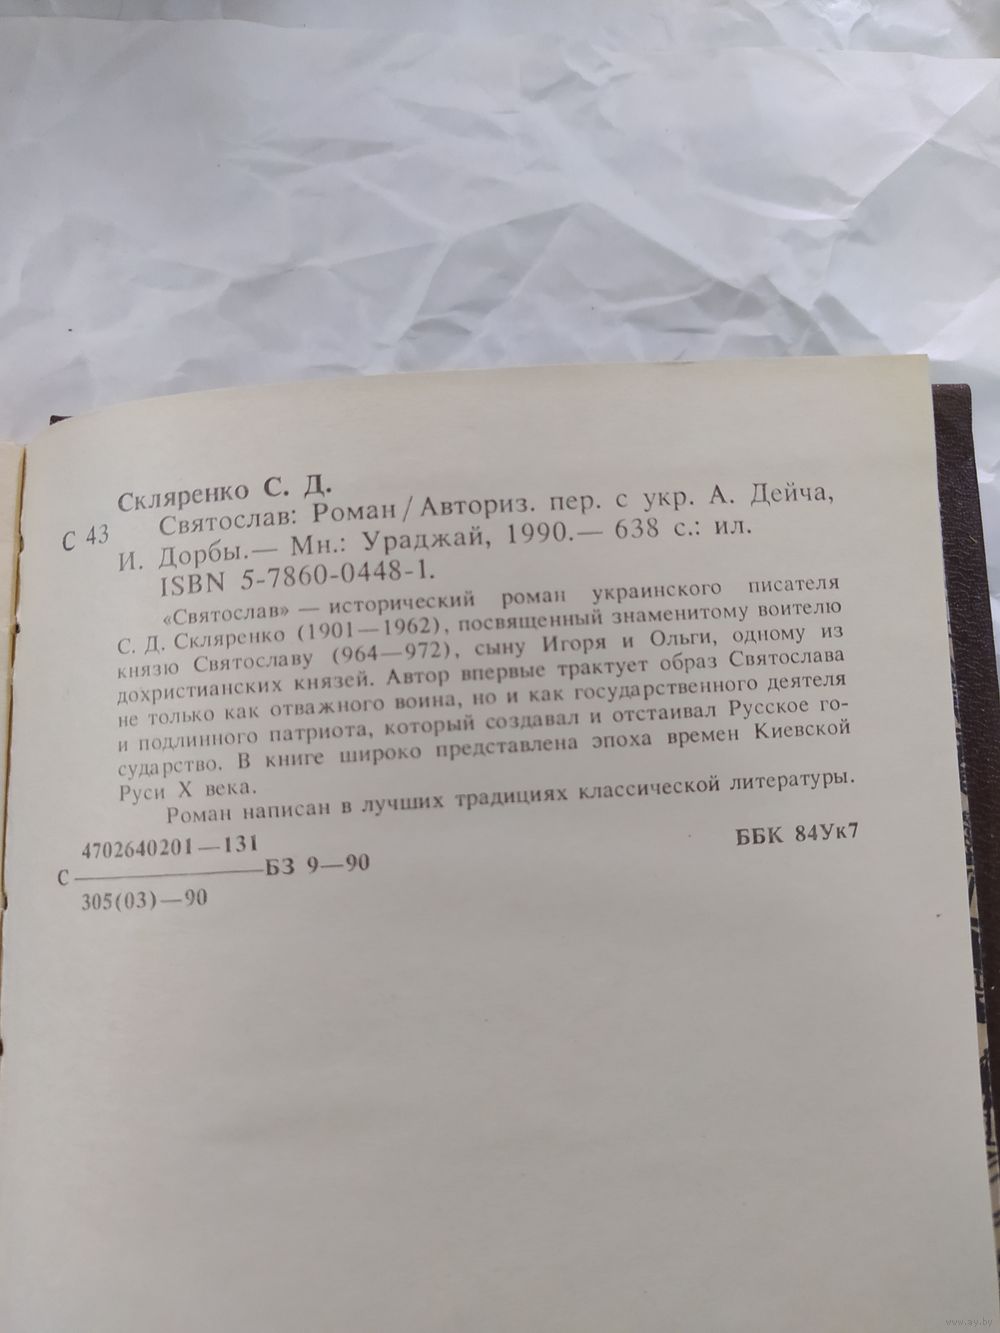 Скляренко С. Д.
С 43
Святослав: Роман / Авториз. пер. с укр. А. Дейча,
И. Дорбы.— Мн.: Ураджай, 1990.— 638 с.: ил.
ISBN 5-7860-0448-1.
«Святослав» — исторический роман украинского писателя
С. Д. Скляренко (1901—1962), посвященный знаменитому воителю
князю Святославу (964—972), сыну Игоря и Ольги, одному из
дохристианских князей. Автор впервые трактует образ Святослава
не только как отважного воина, но и как государственного деятеля
и подлинного патриота, который создавал и отстаивал Русское го-
сударство. В книге широко представлена эпоха времен Киевской
Руси X века.
Роман написан в лучших традициях классической литературы.
4702640201—131
С ———————— БЗ 9—90
305(03)—90
ББК 84Ук7
www.ay.by